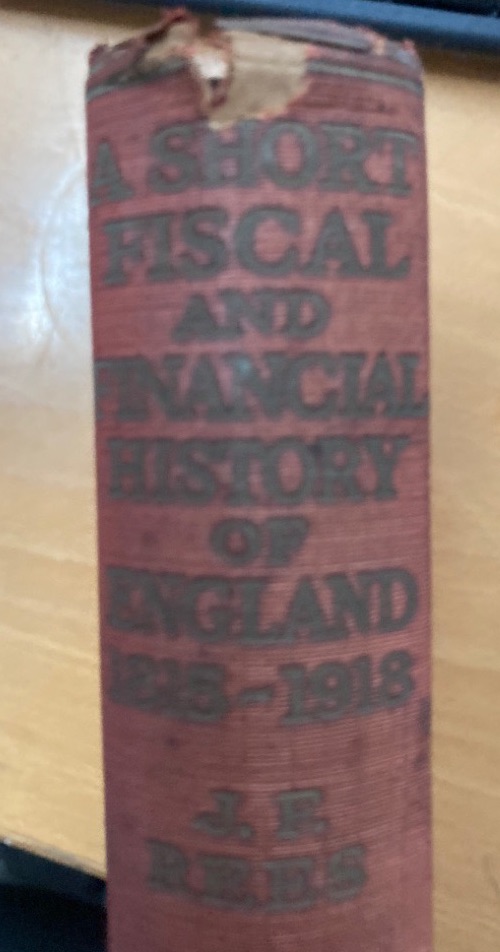 A SHORT
FISCAL
AND
FINANCIAL
HISTORY
OF
ENGLAND
1815-1918
J. F.
REES